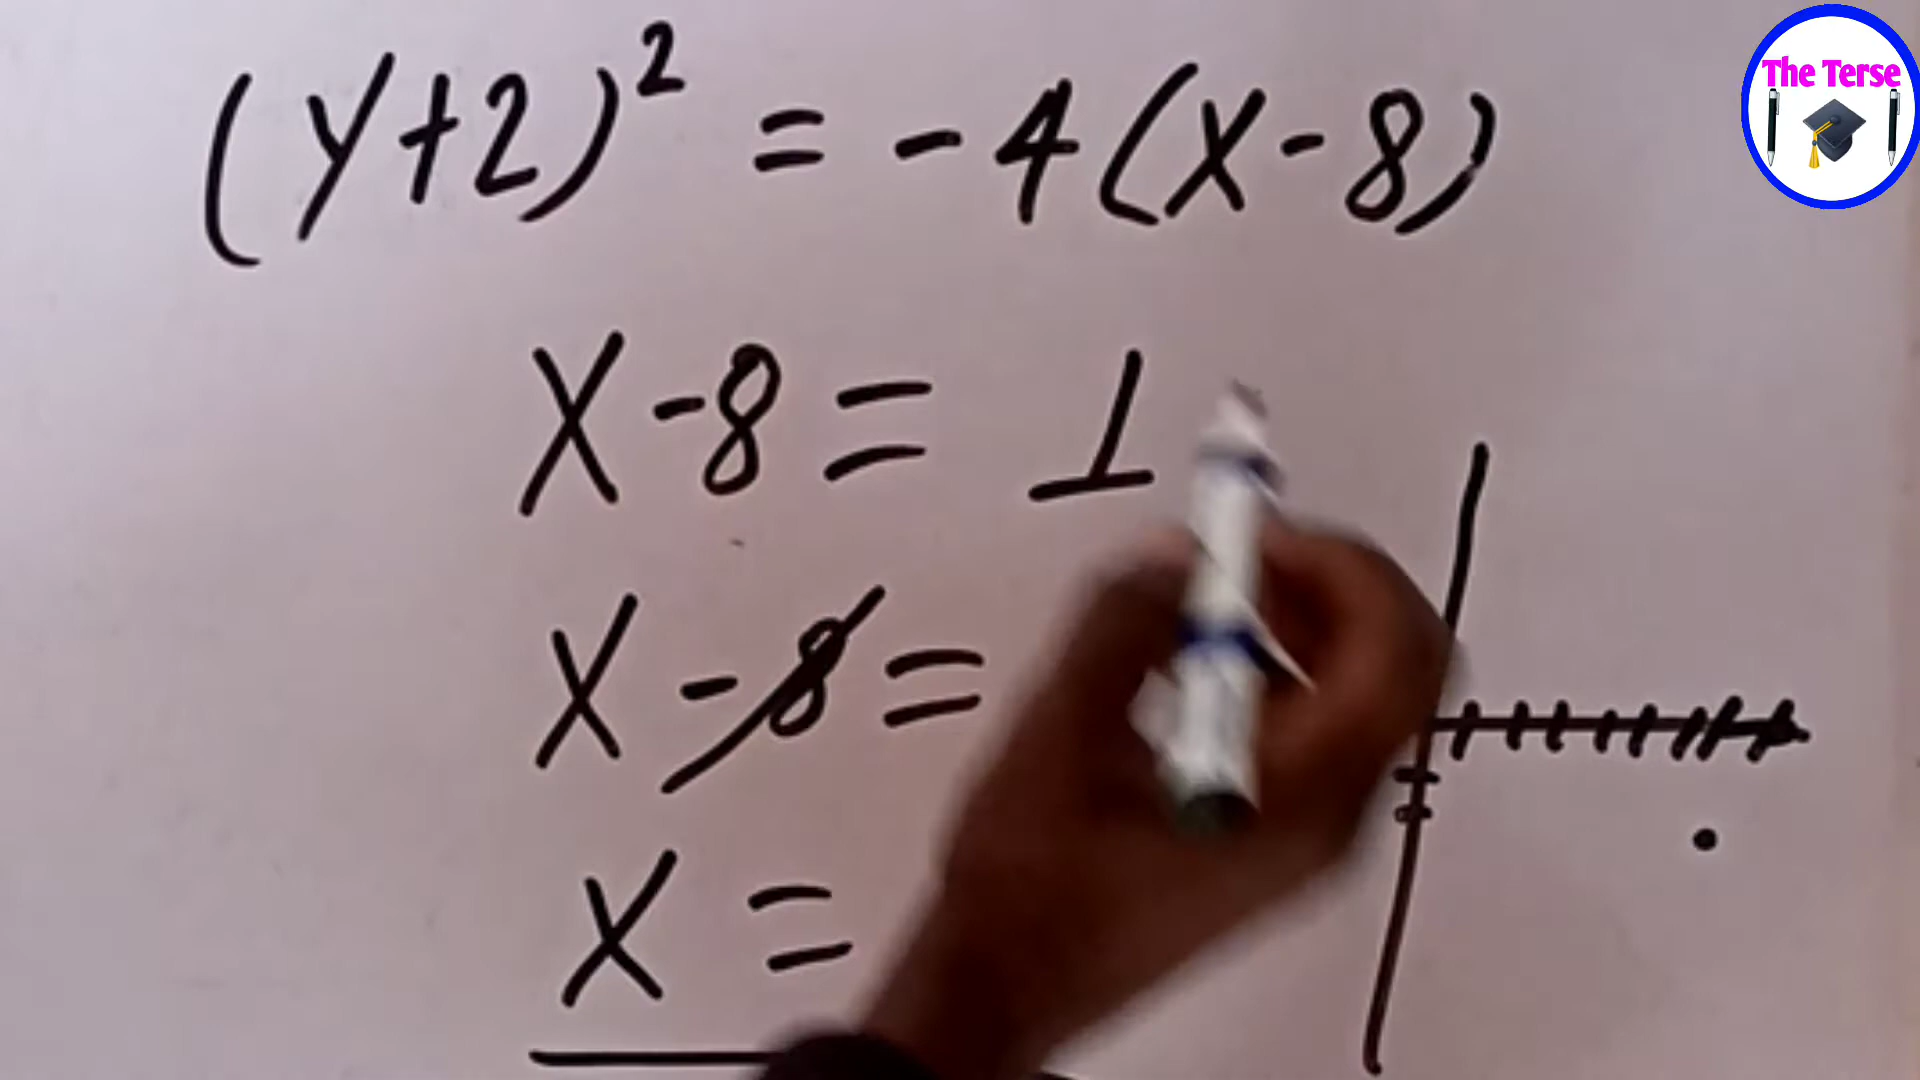 The Terse
(y+2)² = -4(x-8)
x-8 = 1
x - 8 =
x =